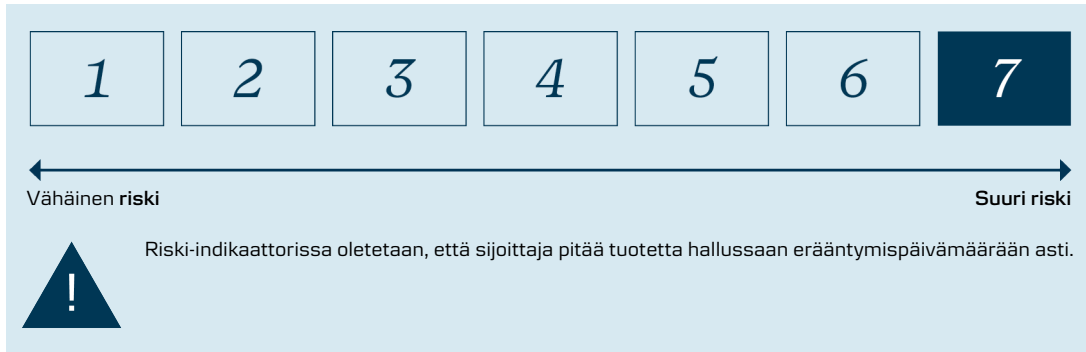 1 2 3 4 5 6 7
Vähäinen riski Suuri riski
Riski-indikaattorissa oletetaan, että sijoittaja pitää tuotetta hallussaan erääntymispäivämäärään asti.
!